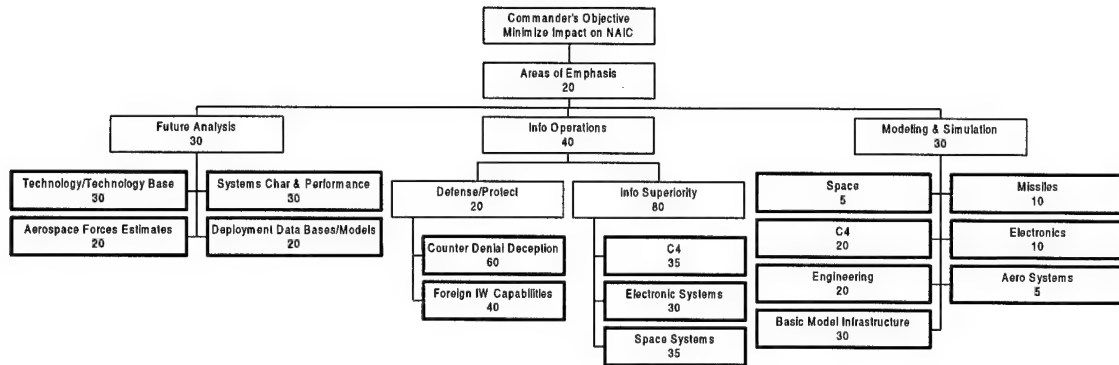 Commander's Objective
Minimize Impact on NAIC
Areas of Emphasis
20
Future Analysis
30
Info Operations
40
Modeling & Simulation
30
Technology/Technology Base
30
Systems Char & Performance
30
Aerospace Forces Estimates
20
Deployment Data Bases/Models
20
Defense/Protect
20
Info Superiority
80
Counter Denial Deception
60
Foreign IW Capabilities
40
C4
35
Electronic Systems
30
Space Systems
35
Space
5
Missiles
10
C4
20
Electronics
10
Engineering
20
Aero Systems
5
Basic Model Infrastructure
30